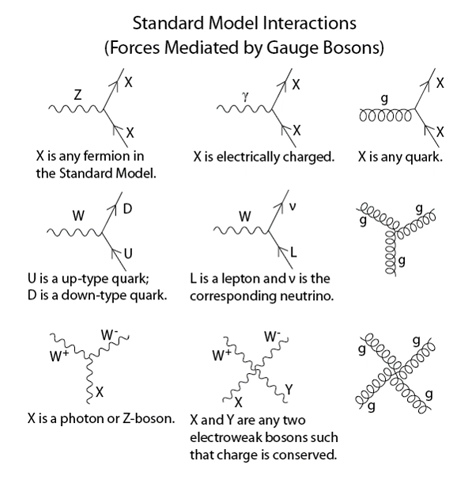 Standard Model Interactions
(Forces Mediated by Gauge Bosons)
Z
X
X
X is any fermion in
the Standard Model.
γ
X
X
X is electrically charged.
g
X
X
X is any quark.
W
D
U
U is a up-type quark;
D is a down-type quark.
W
ν
L
L is a lepton and ν is the
corresponding neutrino.
g
g
g
W+
W-
X
X is a photon or Z-boson.
W+
W-
X
Y
X and Y are any two
electroweak bosons such
that charge is conserved.
g
g
g
g